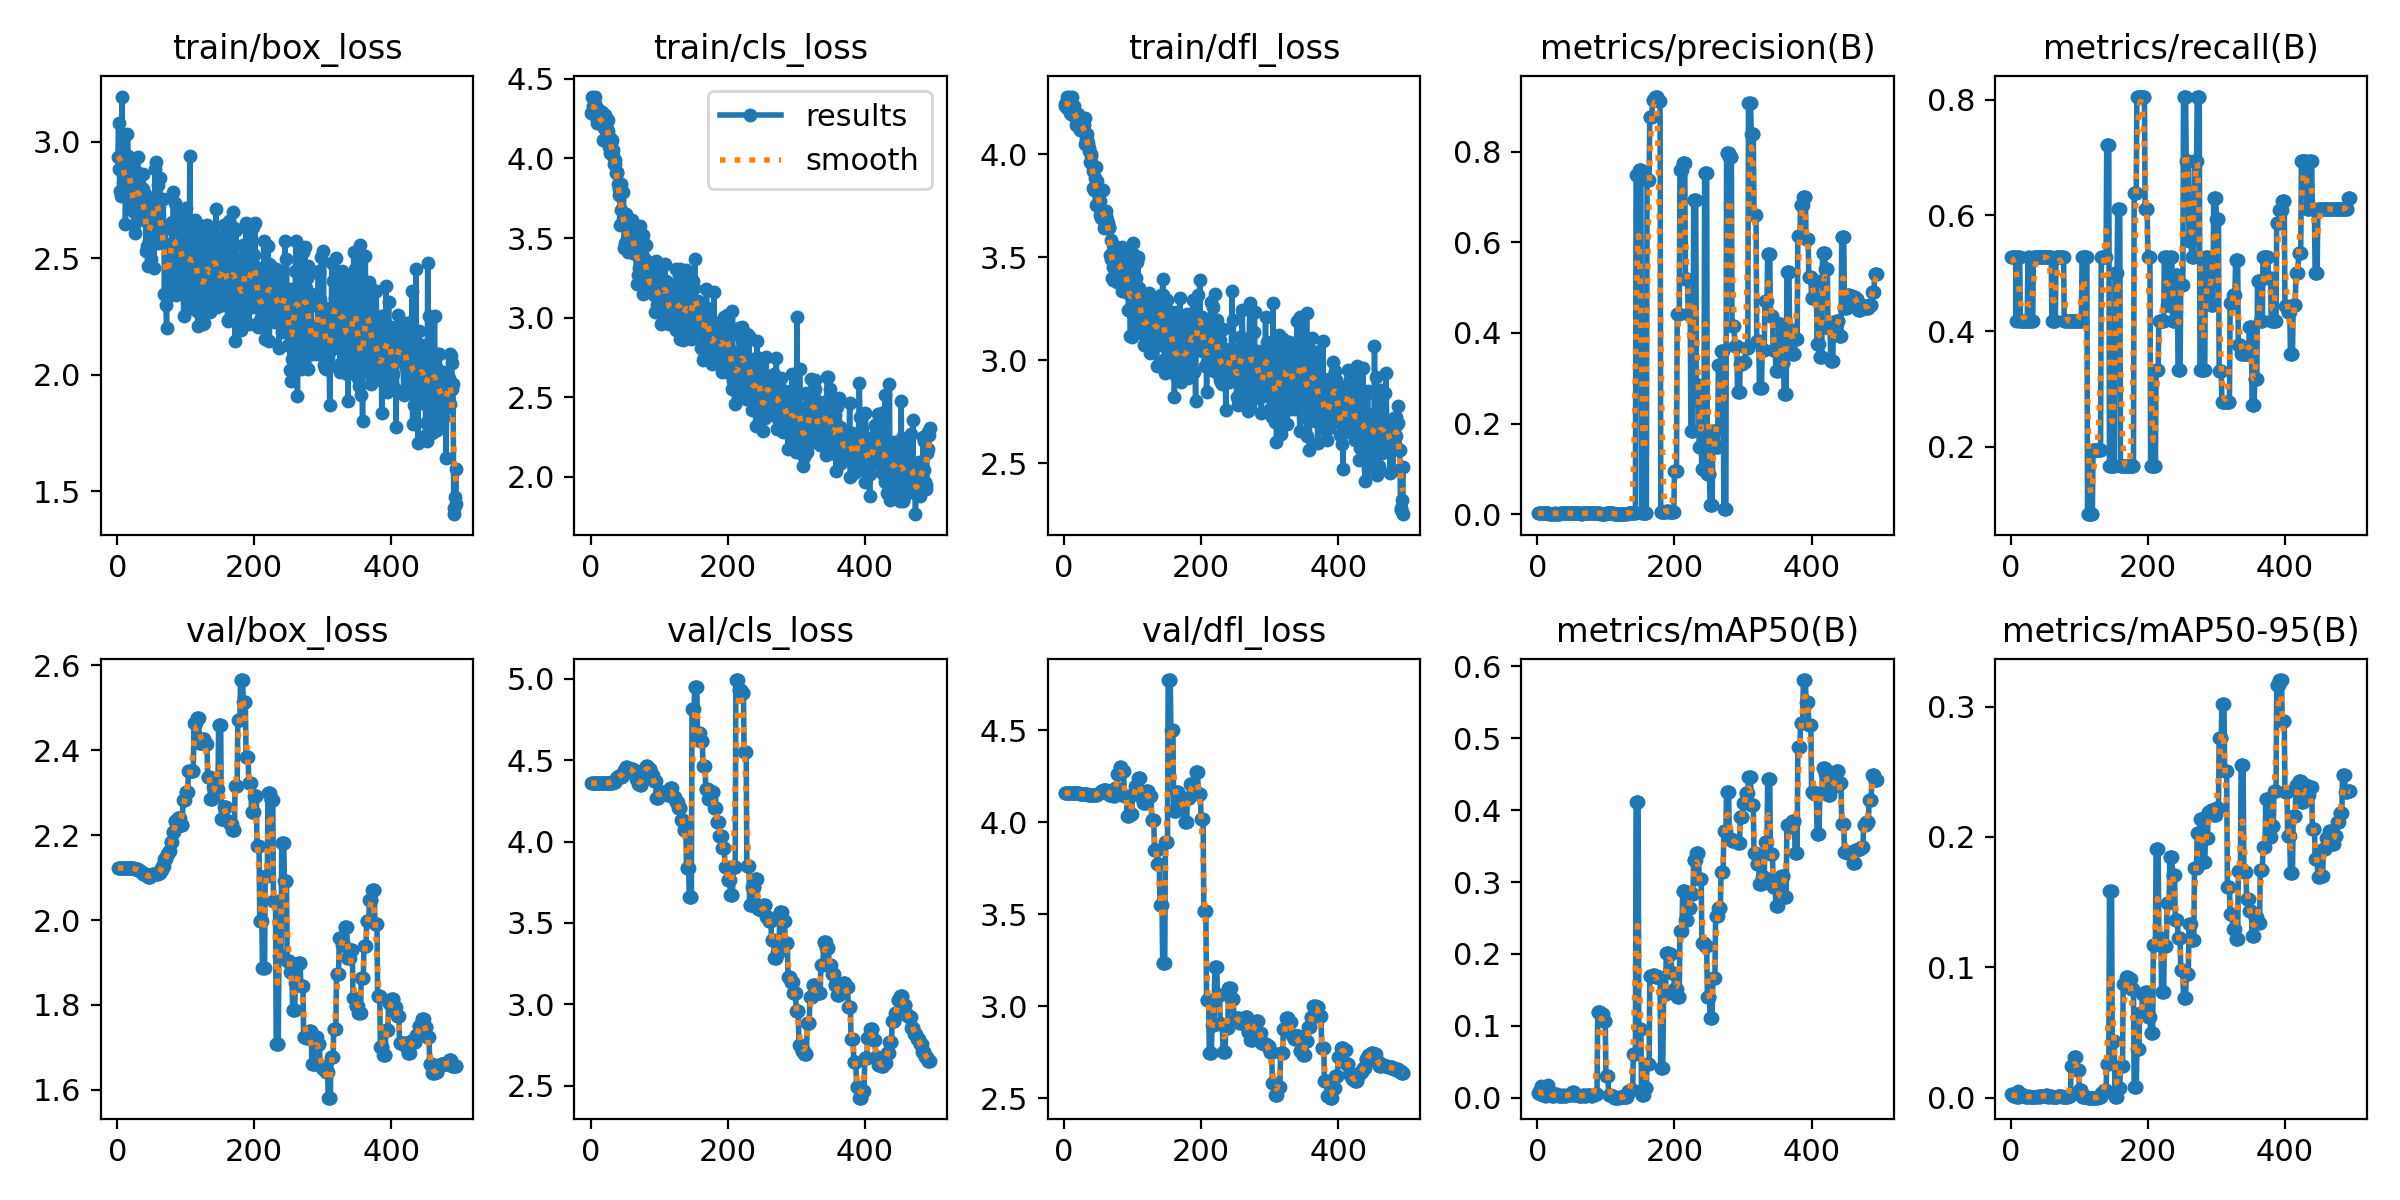 train/box_loss
train/cls_loss
train/dfl_loss
metrics/precision(B)
metrics/recall(B)
3.0
2.5
2.0
1.5
0 200 400
4.5
4.0
3.5
3.0
2.5
2.0
results
smooth
0 200 400
4.0
3.5
3.0
2.5
0 200 400
0.8
0.6
0.4
0.2
0.0
0 200 400
0.8
0.6
0.4
0.2
0 200 400
val/box_loss
val/cls_loss
val/dfl_loss
metrics/mAP50(B)
metrics/mAP50-95(B)
2.6
2.4
2.2
2.0
1.8
1.6
0 200 400
5.0
4.5
4.0
3.5
3.0
2.5
0 200 400
4.5
4.0
3.5
3.0
2.5
0 200 400
0.6
0.5
0.4
0.3
0.2
0.1
0.0
0 200 400
0.3
0.2
0.1
0.0
0 200 400